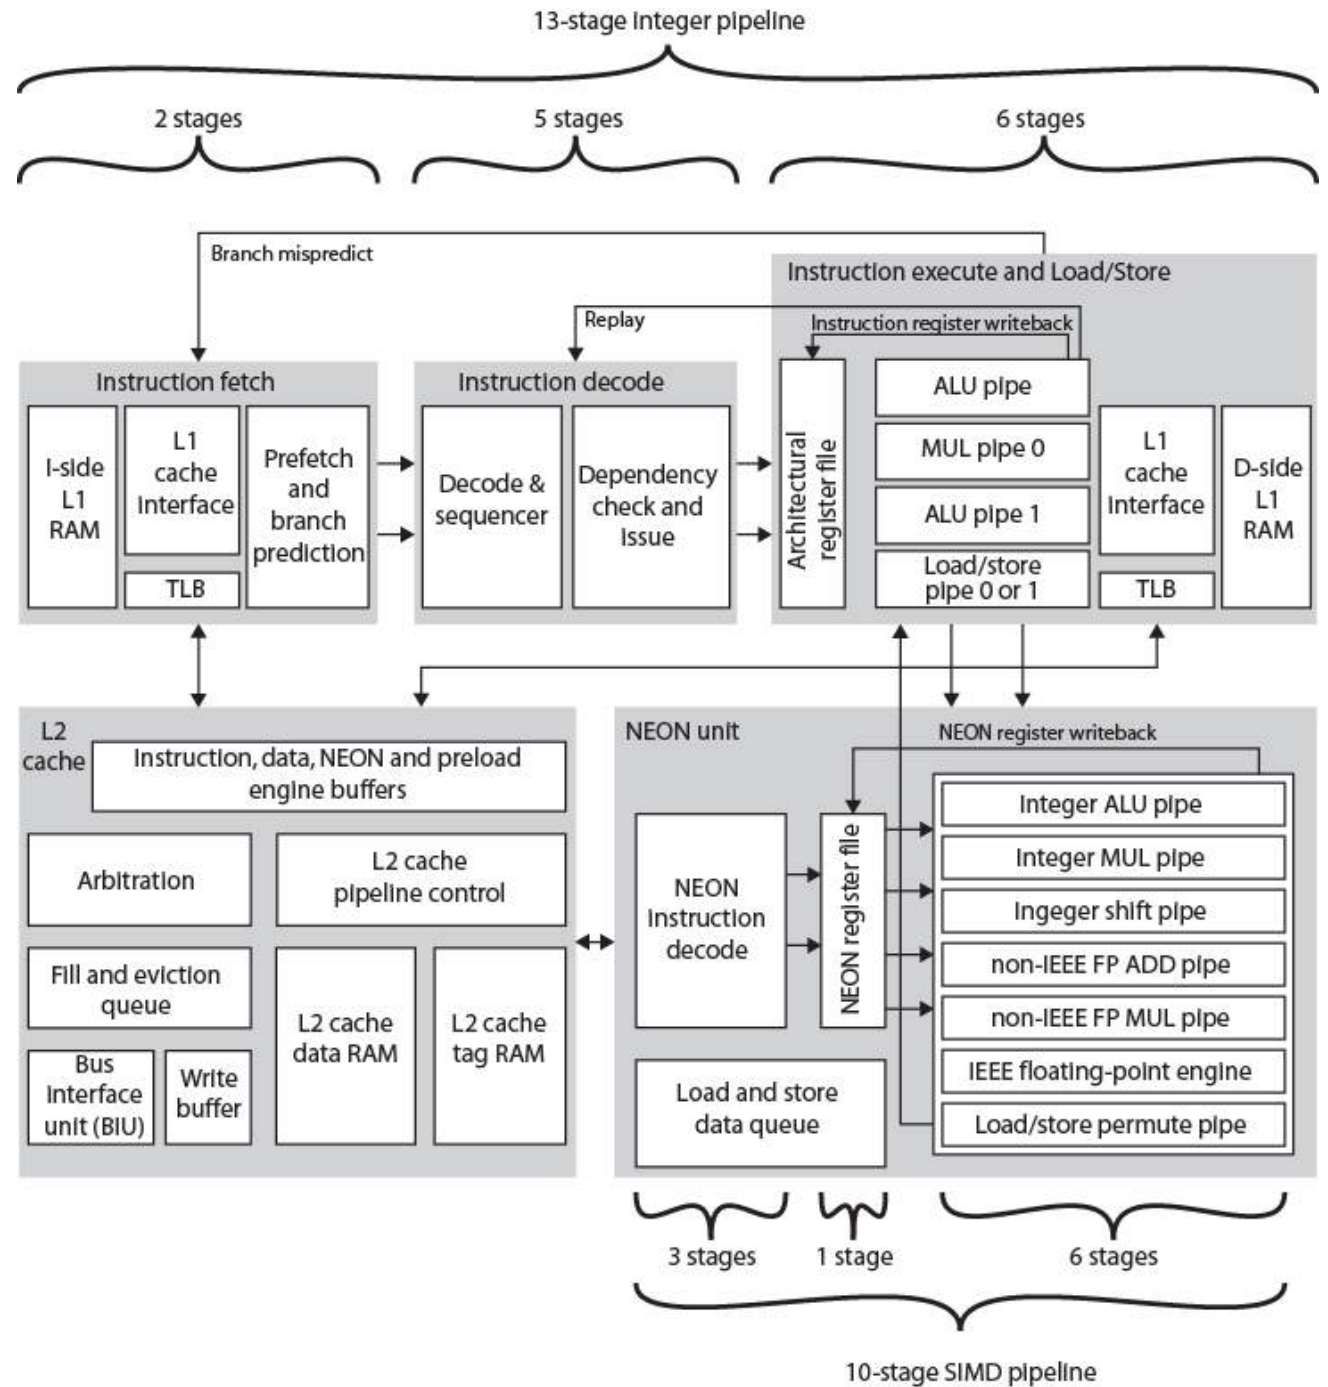 13-stage integer pipeline
2 stages
5 stages
6 stages
Branch mispredict
Instruction execute and Load/Store
Replay
Instruction register writeback
Instruction fetch
I-side
L1
RAM
L1
cache
interface
TLB
Prefetch
and
branch
prediction
Instruction decode
Decode &
sequencer
Dependency
check and
issue
Architectural
register file
ALU pipe
MUL pipe 0
ALU pipe 1
Load/store
pipe 0 or 1
L1
cache
interface
TLB
D-side
L1
RAM
L2
cache
Instruction, data, NEON and preload
engine buffers
Arbitration
L2 cache
pipeline control
Fill and eviction
queue
L2 cache
data RAM
L2 cache
tag RAM
Bus
interface
unit (BIU)
Write
buffer
NEON unit
NEON register writeback
NEON
instruction
decode
NEON register file
Integer ALU pipe
Integer MUL pipe
Ingeger shift pipe
non-IEEE FP ADD pipe
non-IEEE FP MUL pipe
IEEE floating-point engine
Load/store permute pipe
Load and store
data queue
3 stages
1 stage
6 stages
10-stage SIMD pipeline